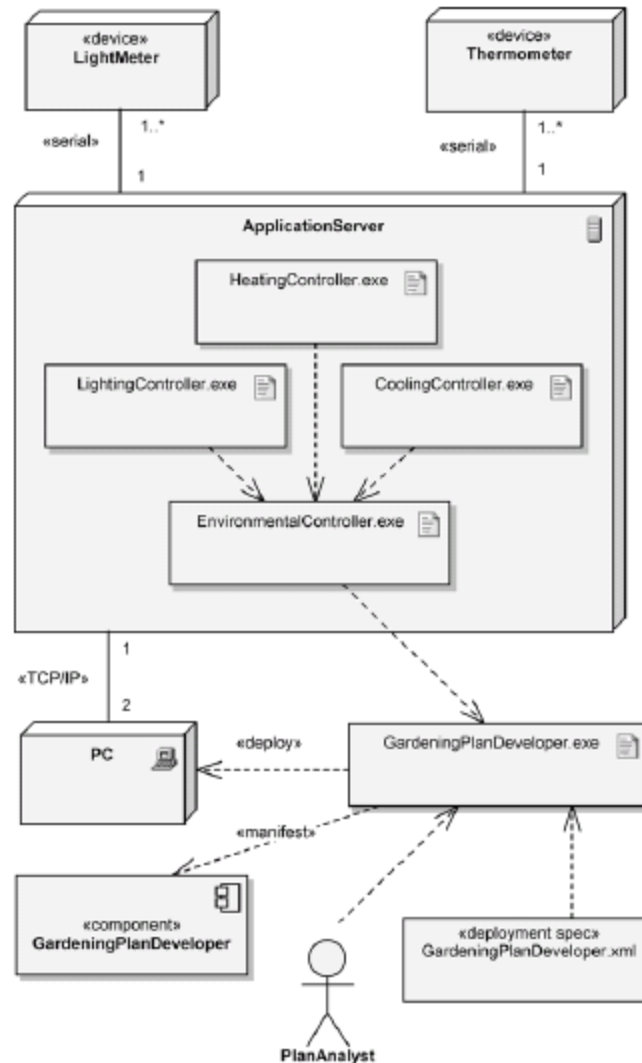 «device»
LightMeter
«device»
Thermometer
1..*
«serial»
1
1..*
«serial»
1
ApplicationServer
HeatingController.exe
LightingController.exe
CoolingController.exe
EnvironmentalController.exe
1
«TCP/IP»
2
PC
«deploy»
GardeningPlanDeveloper.exe
«manifest»
«component»
GardeningPlanDeveloper
«deployment spec»
GardeningPlanDeveloper.xml
PlanAnalyst